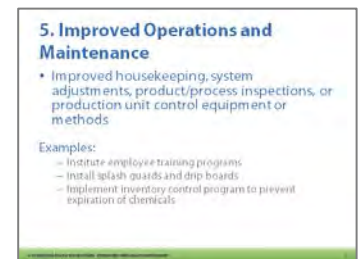 5. Improved Operations and
Maintenance
• Improved housekeeping, system
adjustments, product/process inspections, or
production unit control equipment or
methods
Examples:
– Institute employee training programs
– Install splash guards and drip boards
– Implement inventory control program to prevent
expiration of chemicals